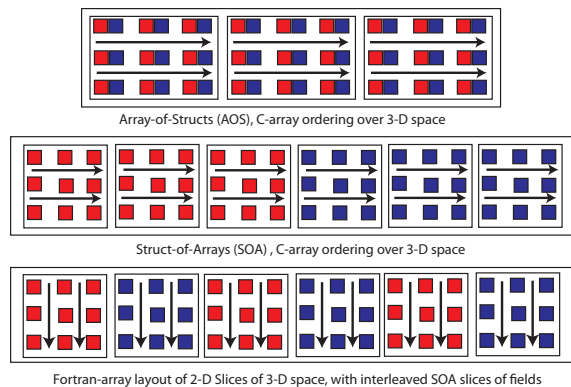 Array-of-Structs (AOS), C-array ordering over 3-D space
Struct-of-Arrays (SOA) , C-array ordering over 3-D space
Fortran-array layout of 2-D Slices of 3-D space, with interleaved SOA slices of fields